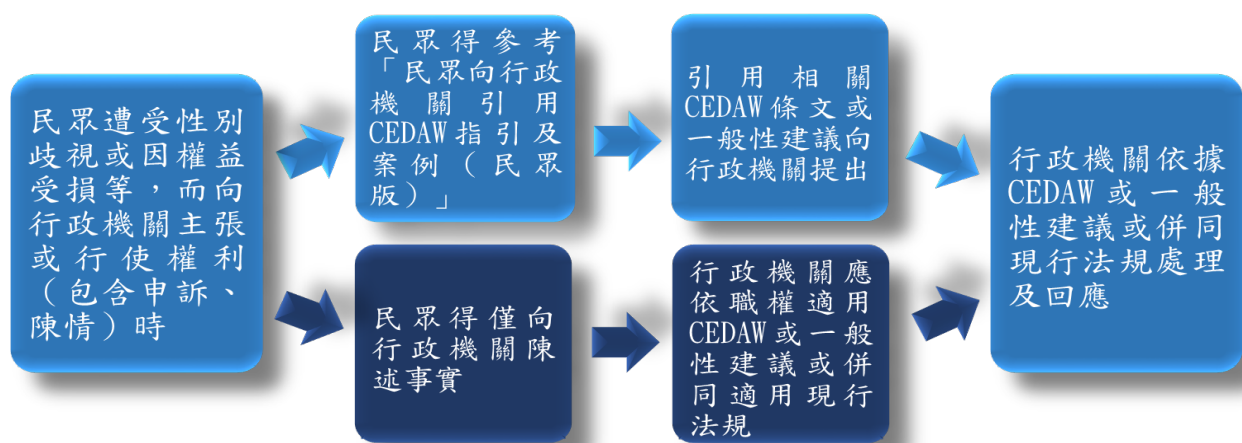 民眾遭受性別
歧視或因權益
受損等，而向
行政機關主張
或行使權利
（包含申訴、
陳情）時
民眾得參考
「民眾向行政
機關引用
CEDAW指引及
案例（民眾
版）」
引用相關
CEDAW條文或
一般性建議向
行政機關提出
民眾得僅向
行政機關陳
述事實
行政機關應
依職權適用
CEDAW或一般
性建議或併
同適用現行
法規
行政機關依據
CEDAW或一般
性建議或併同
現行法規處理
及回應